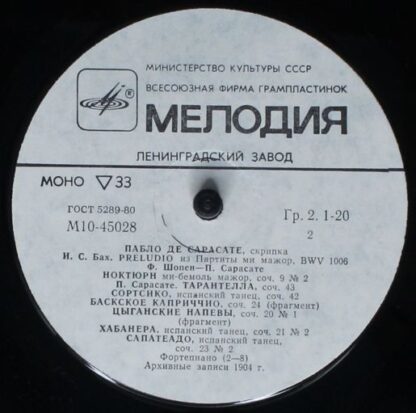 МИНИСТЕРСТВО КУЛЬТУРЫ СССР
ВСЕСОЮЗНАЯ ФИРМА ГРАМПЛАСТИНОК
®
МЕЛОДИЯ
ЛЕНИНГРАДСКИЙ ЗАВОД
МОНО ▽33
ГОСТ 5289-80
М10-45028
Гр. 2. 1-20
2
ПАБЛО ДЕ САРАСАТЕ, скрипка
И. С. Бах. PRELUDIO из Партиты ми мажор, BWV 1006
Ф. Шопен—П. Сарасате
НОКТЮРН ми-бемоль мажор, соч. 9 № 2
П. Сарасате. ТАРАНТЕЛЛА, соч. 43
СОРТСИКО, испанский танец, соч. 42
БАСКСКОЕ КАПРИЧЧИО, соч. 24 (фрагмент)
ЦЫГАНСКИЕ НАПЕВЫ, соч. 20 № 1
(фрагмент)
ХАБАНЕРА, испанский танец, соч. 21 № 2
САПАТЕАДО, испанский танец,
соч. 23 № 2
Фортепиано (2—8)
Архивные записи 1904 г.